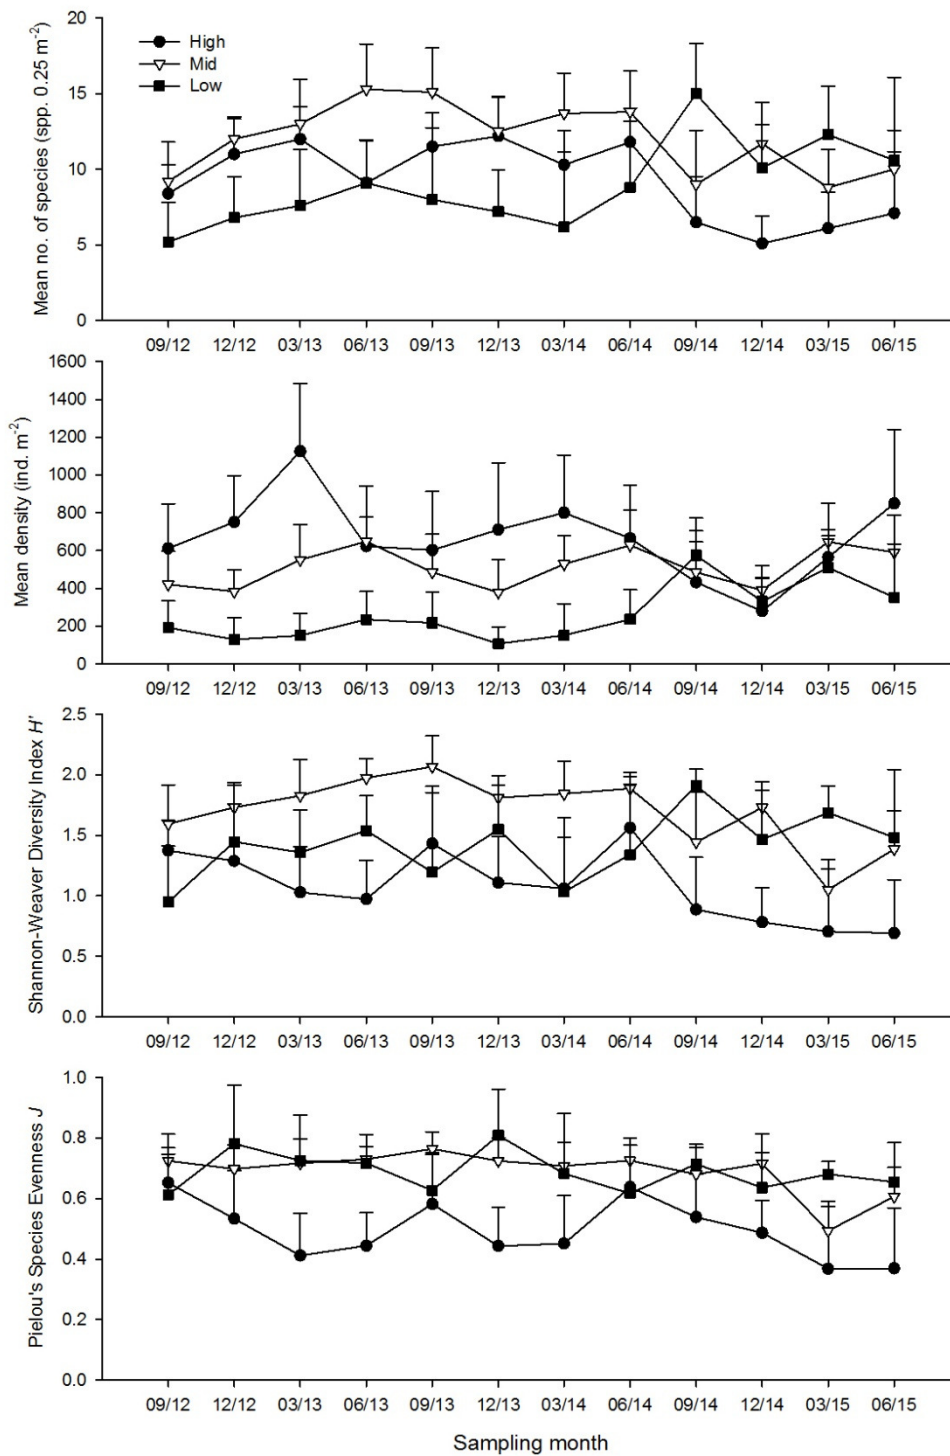 Mean no. of species (spp. 0.25 m-2)
20
15
10
5
0
High
Mid
Low
09/12 12/12 03/13 06/13 09/13 12/13 03/14 06/14 09/14 12/14 03/15 06/15
Mean density (ind. m-2)
1600
1400
1200
1000
800
600
400
200
0
09/12 12/12 03/13 06/13 09/13 12/13 03/14 06/14 09/14 12/14 03/15 06/15
Shannon-Weaver Diversity Index H'
2.5
2.0
1.5
1.0
0.5
0.0
09/12 12/12 03/13 06/13 09/13 12/13 03/14 06/14 09/14 12/14 03/15 06/15
Pielou's Species Evenness J
1.0
0.8
0.6
0.4
0.2
0.0
09/12 12/12 03/13 06/13 09/13 12/13 03/14 06/14 09/14 12/14 03/15 06/15
Sampling month